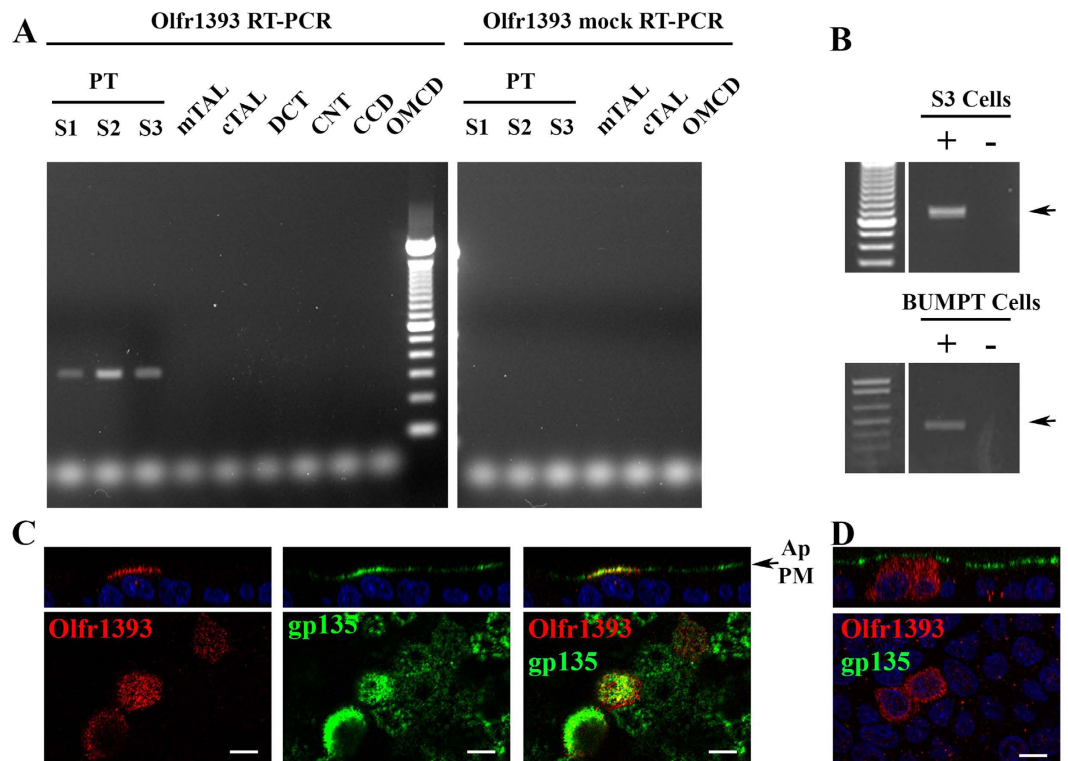 A
Olfr1393 RT-PCR
Olfr1393 mock RT-PCR
PT
S1 S2 S3 mTAL cTAL DCT CNT CCD OMCD
PT
S1 S2 S3 mTAL cTAL OMCD
B
S3 Cells
+ -
BUMPT Cells
+ -
C
Olfr1393
gp135
Olfr1393
gp135
Ap
PM
D
Olfr1393
gp135